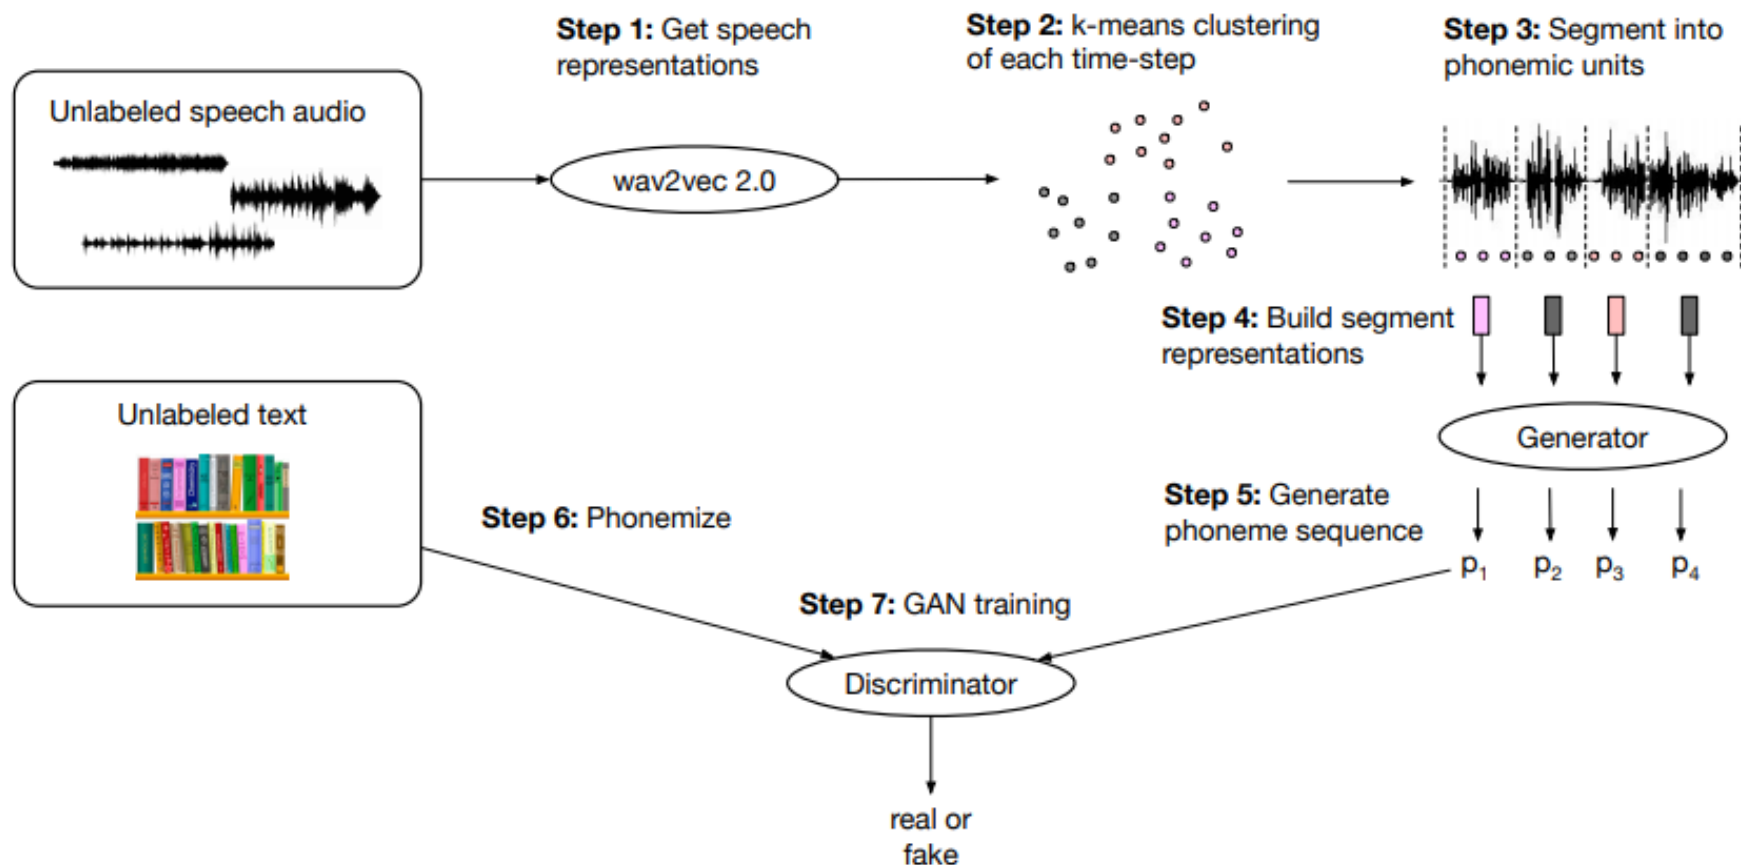 Step 1: Get speech
representations
Step 2: k-means clustering
of each time-step
Step 3: Segment into
phonemic units
Unlabeled speech audio
wav2vec 2.0
Step 4: Build segment
representations
Unlabeled text
Chemistry
Generator
Step 5: Generate
phoneme sequence
Step 6: Phonemize
p1 p2 p3 p4
Step 7: GAN training
Discriminator
real or
fake